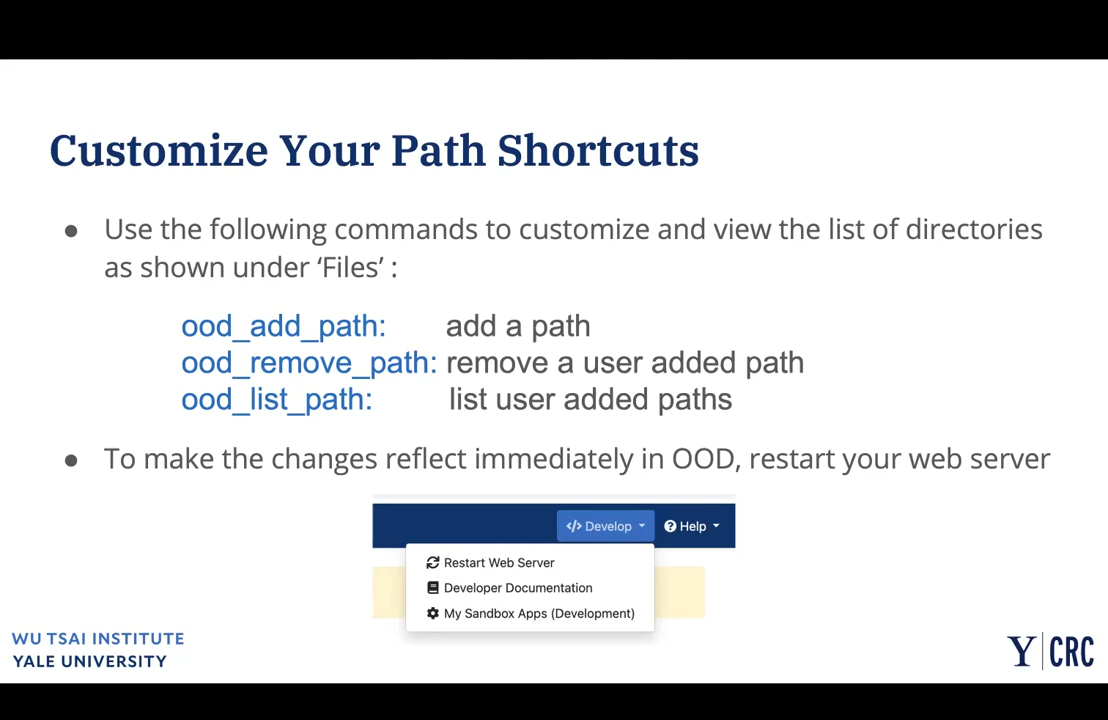 Customize Your Path Shortcuts
● Use the following commands to customize and view the list of directories
as shown under ‘Files’ :
ood_add_path: add a path
ood_remove_path: remove a user added path
ood_list_path: list user added paths
● To make the changes reflect immediately in OOD, restart your web server
</> Develop Help
Restart Web Server
Developer Documentation
My Sandbox Apps (Development)
WU TSAI INSTITUTE
YALE UNIVERSITY
Y CRC